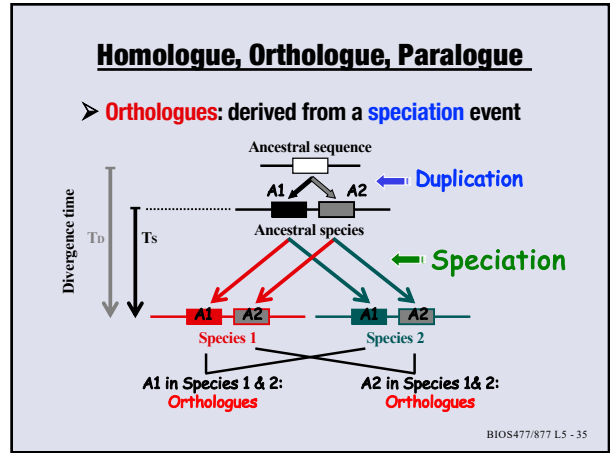 Homologue, Orthologue, Paralogue
➢ Orthologues: derived from a speciation event
Ancestral sequence
A1 A2
Duplication
Ancestral species
Divergence time
TD
TS
Speciation
A1 A2 A1 A2
Species 1 Species 2
A1 in Species 1 & 2:
Orthologues
A2 in Species 1& 2:
Orthologues
BIOS477/877 L5 - 35